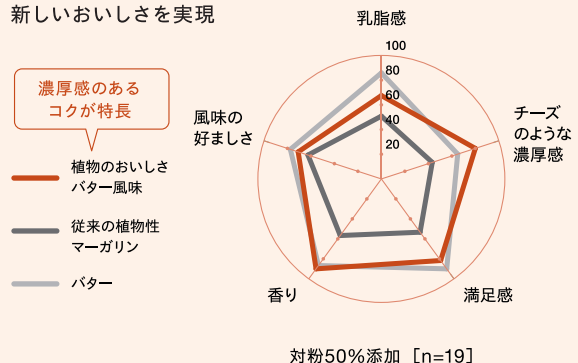 新しいおいしさを実現
濃厚感のある
コクが特長
植物のおいしさ
バター風味
従来の植物性
マーガリン
バター
乳脂感
100
80
60
40
20
チーズ
のような
濃厚感
満足感
香り
風味の
好ましさ
対粉50%添加［n=19］